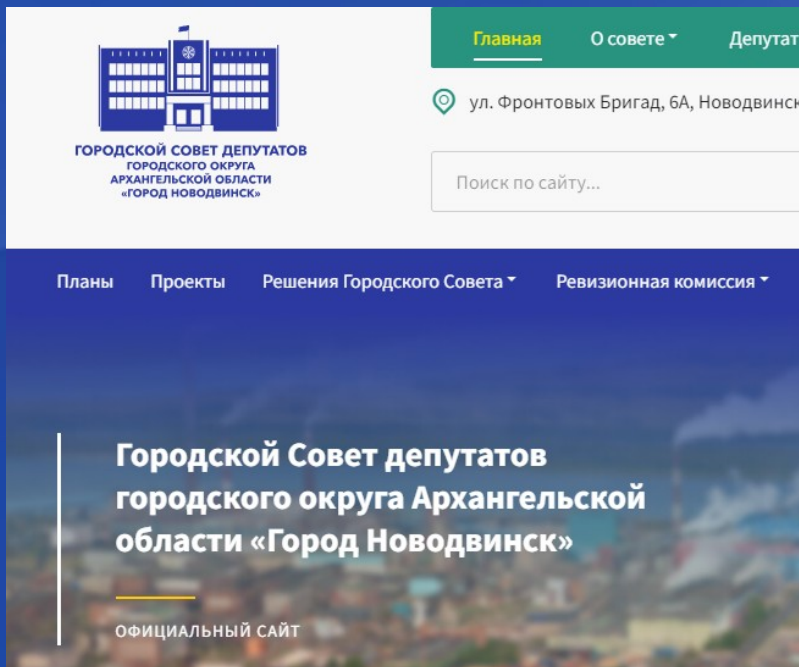 Главная О совете Депутат
ул. Фронтовых Бригад, 6А, Новодвинск
ГОРОДСКОЙ СОВЕТ ДЕПУТАТОВ
ГОРОДСКОГО ОКРУГА
АРХАНГЕЛЬСКОЙ ОБЛАСТИ
«ГОРОД НОВОДВИНСК»
Поиск по сайту...
Планы Проекты Решения Городского Совета Ревизионная комиссия
Городской Совет депутатов
городского округа Архангельской
области «Город Новодвинск»
ОФИЦИАЛЬНЫЙ САЙТ